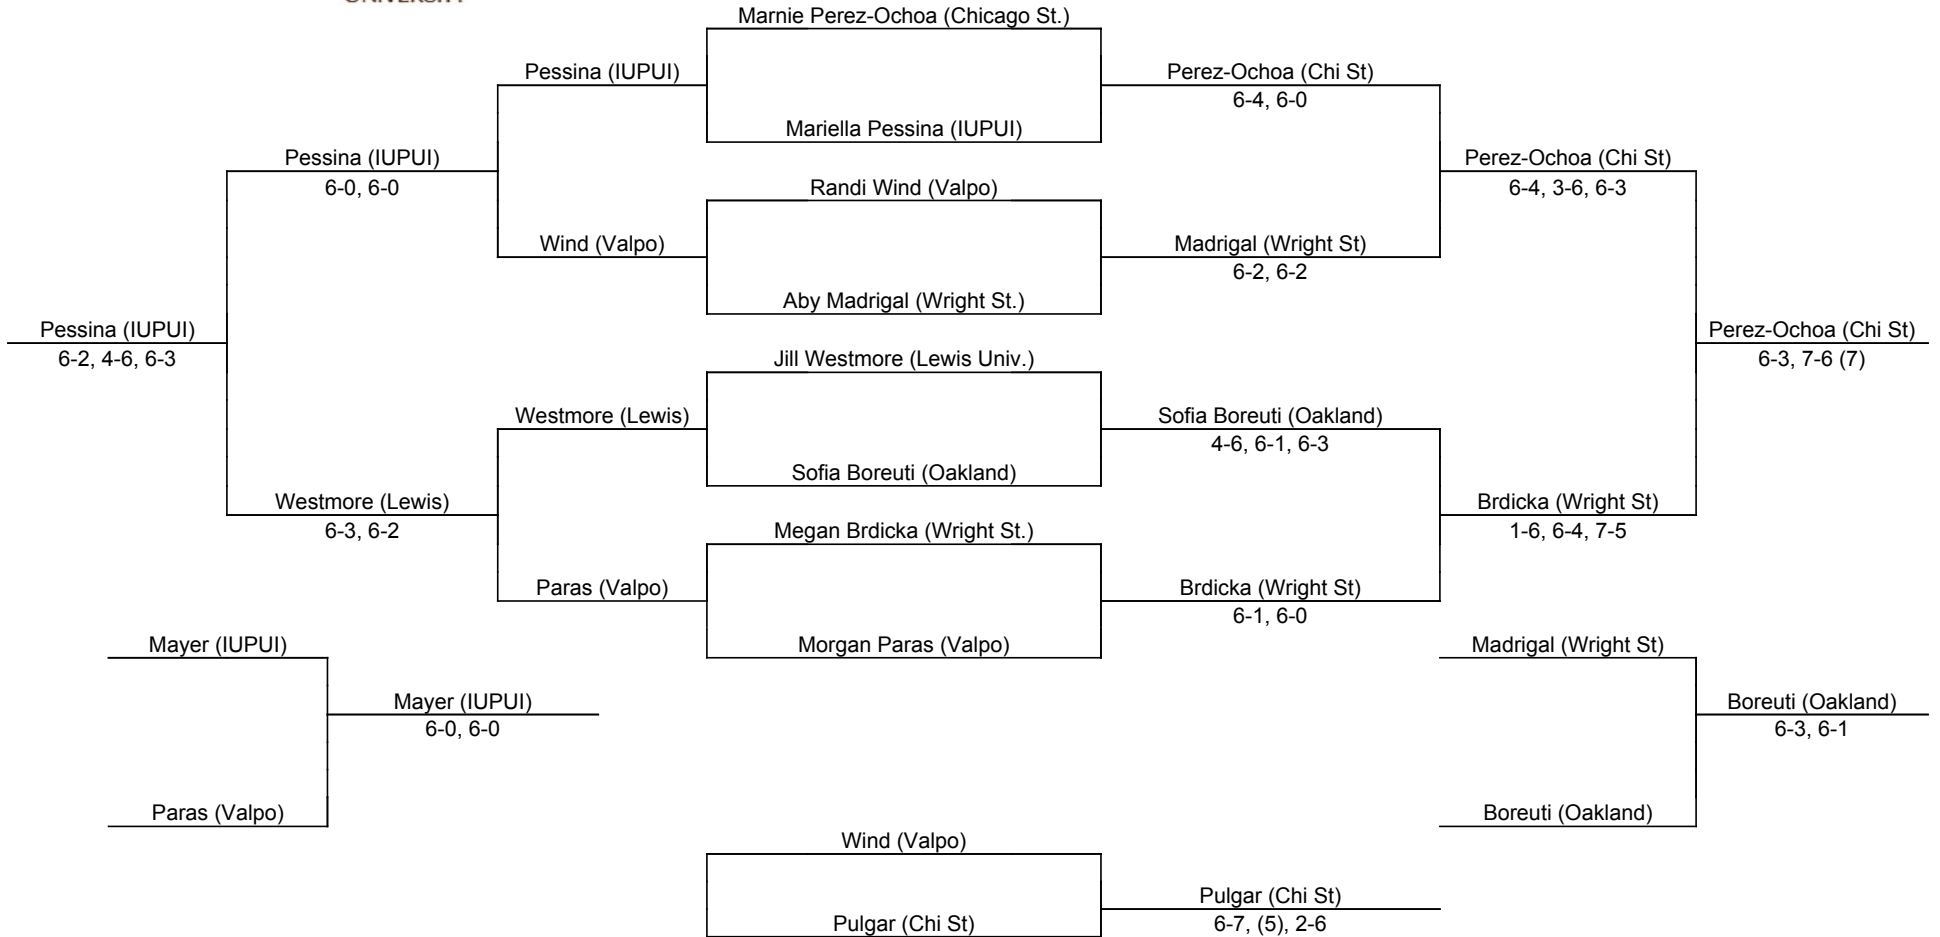 UNIVERSITY
Marnie Perez-Ochoa (Chicago St.)
Pessina (IUPUI)
Perez-Ochoa (Chi St)
6-4, 6-0
Mariella Pessina (IUPUI)
Pessina (IUPUI)
Perez-Ochoa (Chi St)
6-0, 6-0
Randi Wind (Valpo)
6-4, 3-6, 6-3
Wind (Valpo)
Madrigal (Wright St)
6-2, 6-2
Aby Madrigal (Wright St.)
Pessina (IUPUI)
Perez-Ochoa (Chi St)
6-2, 4-6, 6-3
Jill Westmore (Lewis Univ.)
6-3, 7-6 (7)
Westmore (Lewis)
Sofia Boreuti (Oakland)
4-6, 6-1, 6-3
Sofia Boreuti (Oakland)
Westmore (Lewis)
Brdicka (Wright St)
6-3, 6-2
Megan Brdicka (Wright St.)
1-6, 6-4, 7-5
Paras (Valpo)
Brdicka (Wright St)
6-1, 6-0
Mayer (IUPUI)
Morgan Paras (Valpo)
Madrigal (Wright St)
Mayer (IUPUI)
Boreuti (Oakland)
6-0, 6-0
6-3, 6-1
Paras (Valpo)
Boreuti (Oakland)
Wind (Valpo)
Pulgar (Chi St)
Pulgar (Chi St)
6-7, (5), 2-6